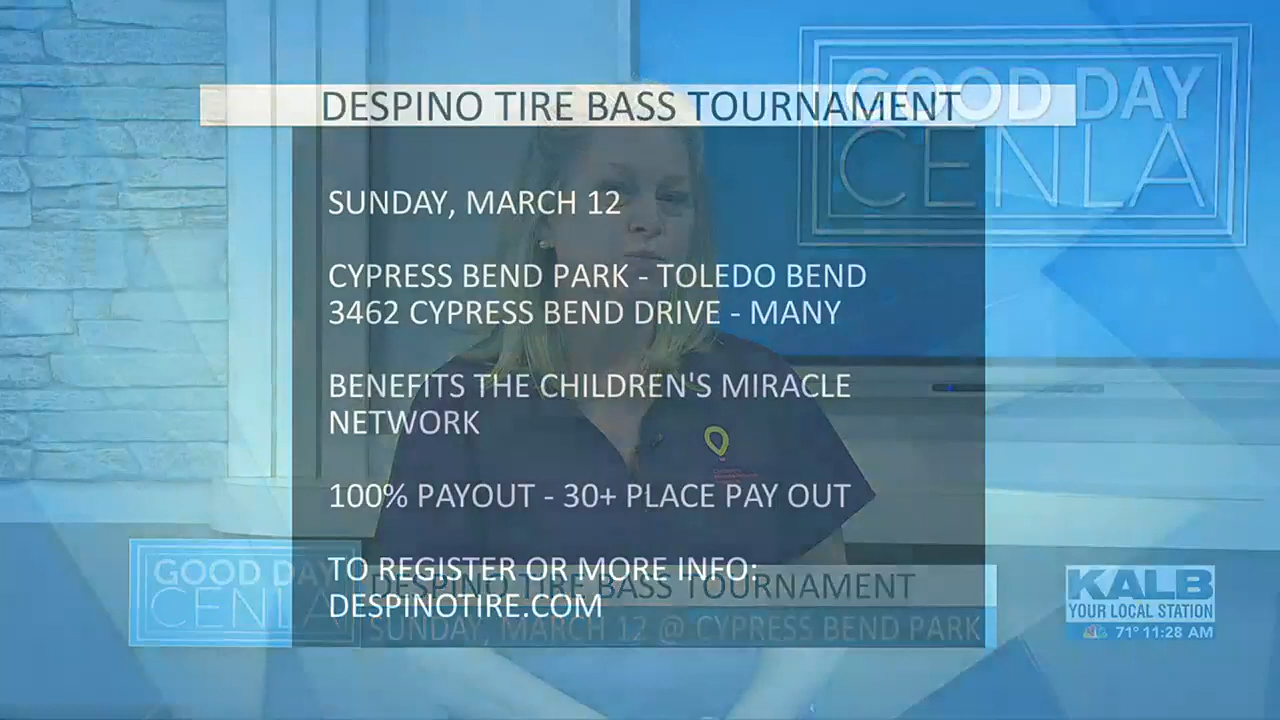 GOOD DAY
CENLA
DESPINO TIRE BASS TOURNAMENT
SUNDAY, MARCH 12
CYPRESS BEND PARK - TOLEDO BEND
3462 CYPRESS BEND DRIVE - MANY
BENEFITS THE CHILDREN'S MIRACLE
NETWORK
100% PAYOUT - 30+ PLACE PAY OUT
TO REGISTER OR MORE INFO:
DESPINOTIRE.COM
GOOD DAY
CENLA
DESPINO TIRE BASS TOURNAMENT
SUNDAY, MARCH 12 @ CYPRESS BEND PARK
KALB
YOUR LOCAL STATION
71° 11:28 AM